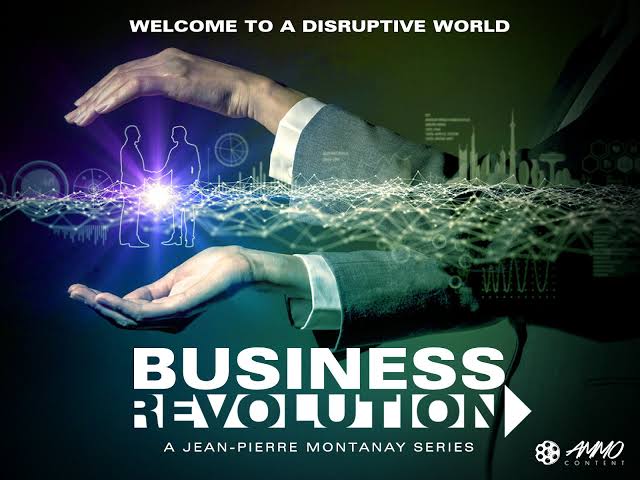 WELCOME TO A DISRUPTIVE WORLD
BUSINESS
REVOLUTION
A JEAN-PIERRE MONTANAY SERIES
AMMO
CONTENT